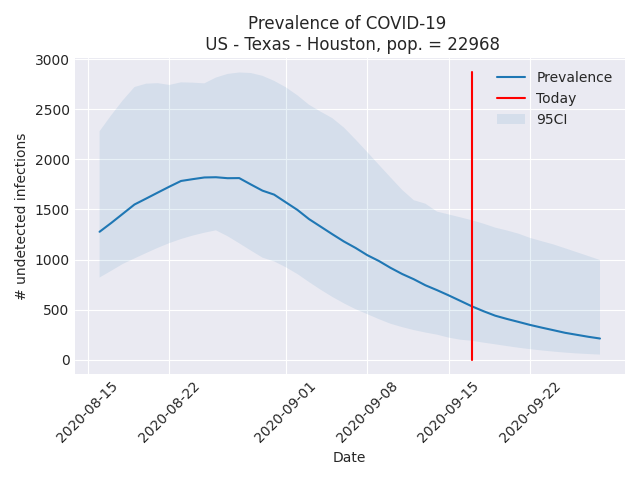 Prevalence of COVID-19
US - Texas - Houston, pop. = 22968
3000
2500
2000
1500
1000
500
0
# undetected infections
Prevalence
Today
95CI
2020-08-15
2020-08-22
2020-09-01
2020-09-08
2020-09-15
2020-09-22
Date